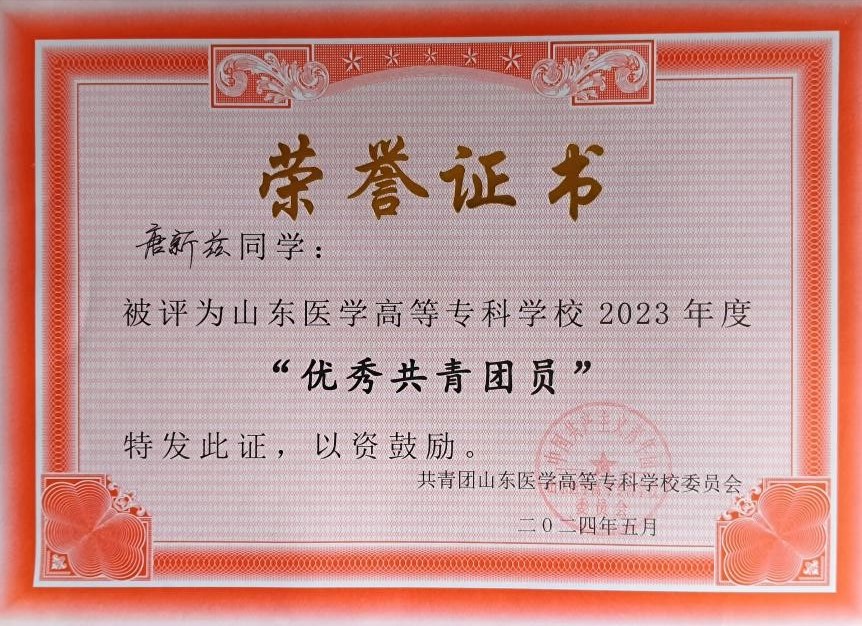 荣誉证书
唐新兹同学：
被评为山东医学高等专科学校 2023 年度
“优秀共青团员”
特发此证，以资鼓励。
共青团山东医学高等专科学校委员会
二0二四年五月